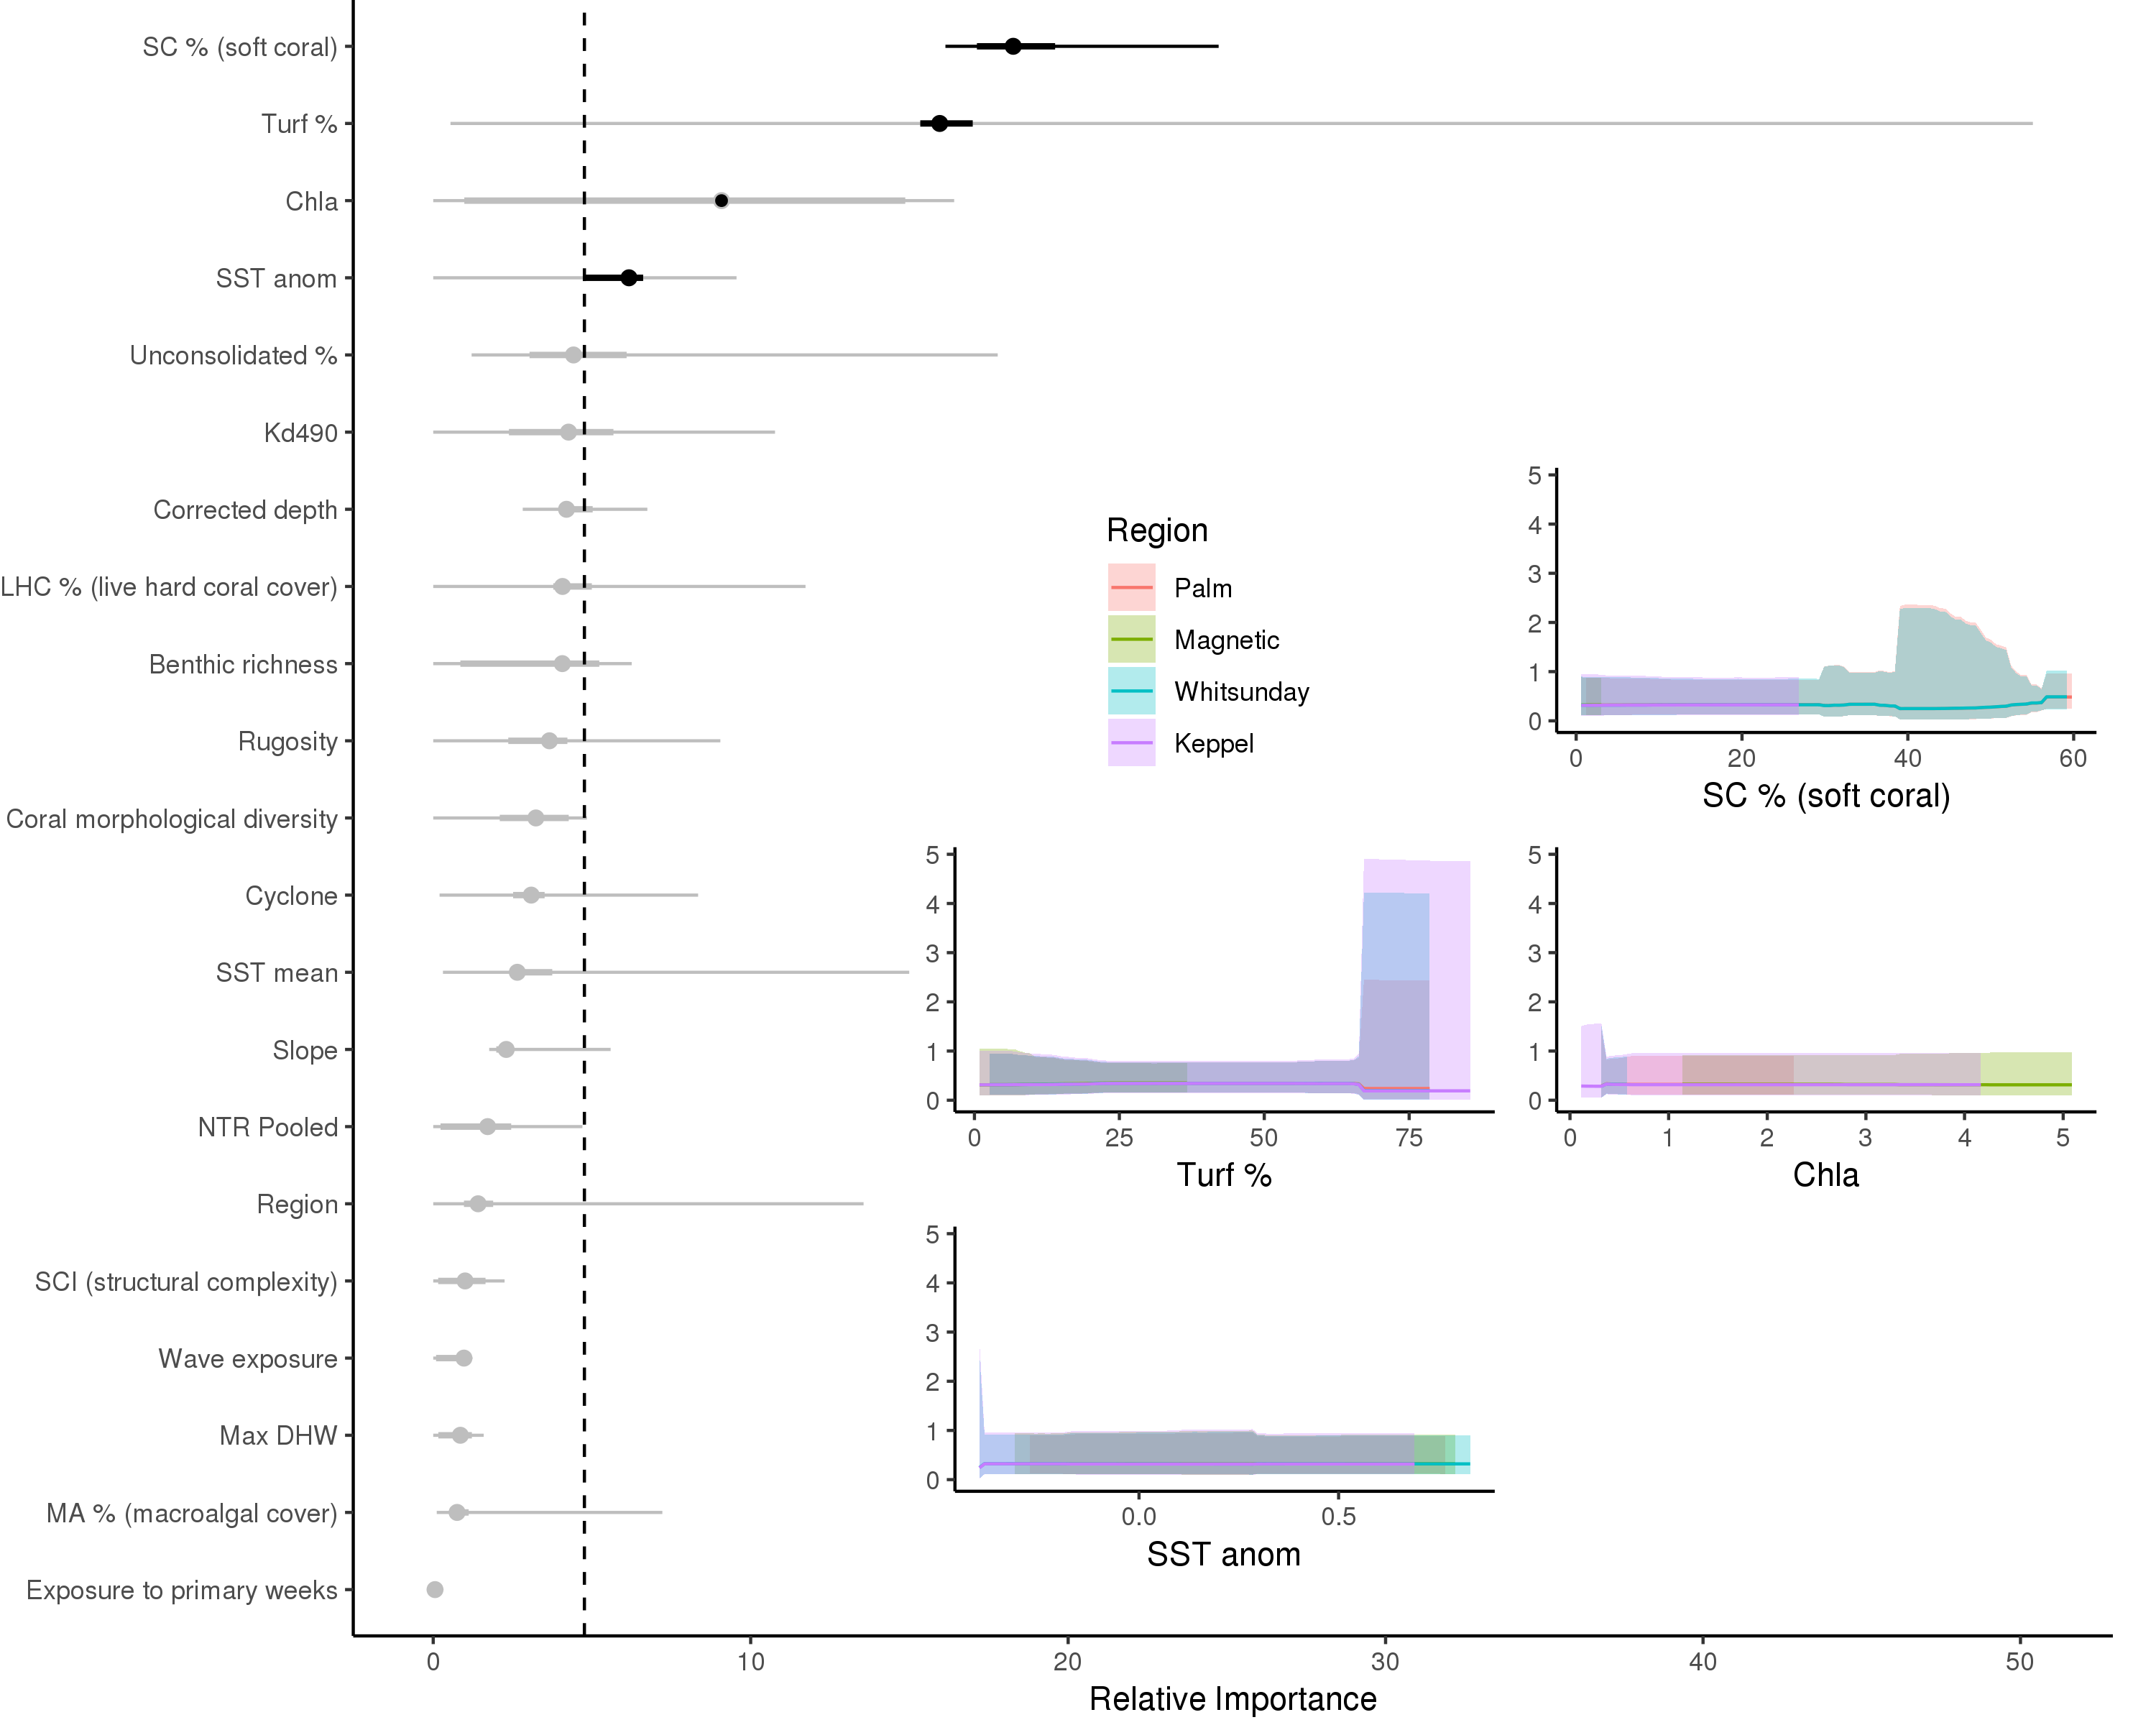 SC % (soft coral)
Turf %
Chla
SST anom
Unconsolidated %
Kd490
Corrected depth
LHC % (live hard coral cover)
Benthic richness
Rugosity
Coral morphological diversity
Cyclone
SST mean
Slope
NTR Pooled
Region
SCI (structural complexity)
Wave exposure
Max DHW
MA % (macroalgal cover)
Exposure to primary weeks
0 10 20 30 40 50
Relative Importance
Region
Palm
Magnetic
Whitsunday
Keppel
5
4
3
2
1
0
0 20 40 60
SC % (soft coral)
5
4
3
2
1
0
0 25 50 75
Turf %
5
4
3
2
1
0
0 1 2 3 4 5
Chla
5
4
3
2
1
0
0.0 0.5
SST anom